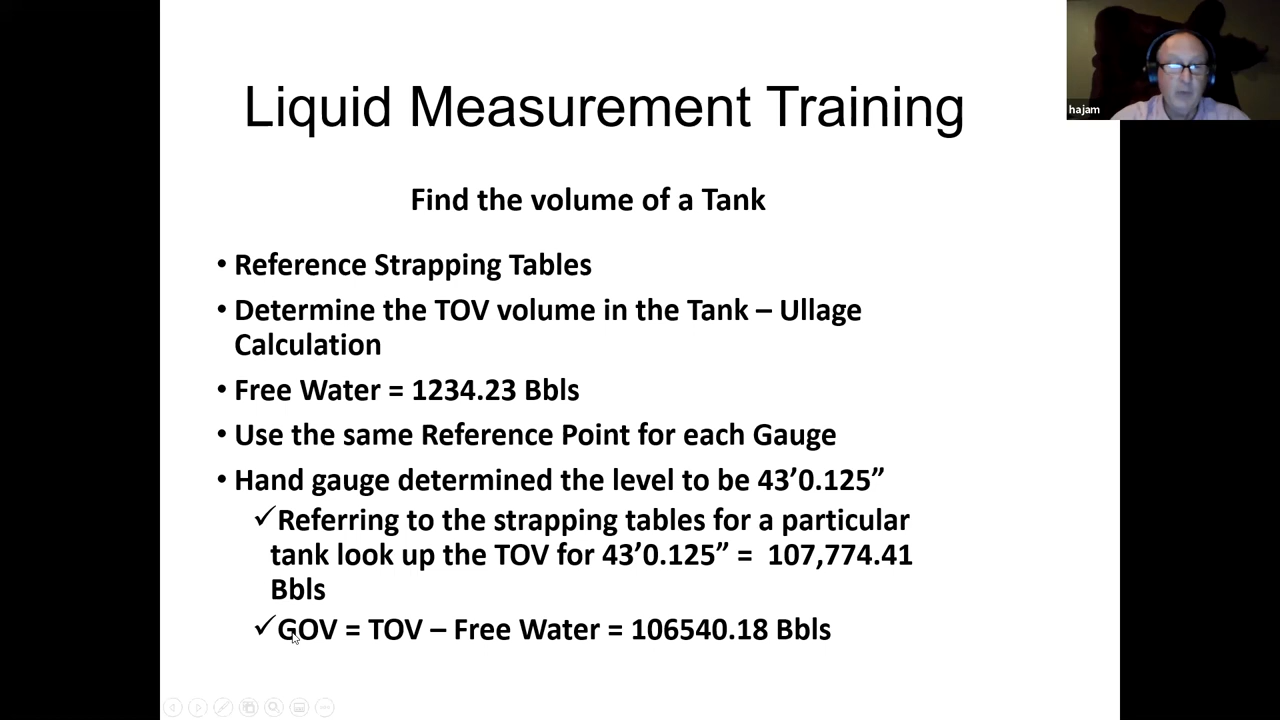 Liquid Measurement Training
hajam
Find the volume of a Tank
• Reference Strapping Tables
• Determine the TOV volume in the Tank – Ullage
Calculation
• Free Water = 1234.23 Bbls
• Use the same Reference Point for each Gauge
• Hand gauge determined the level to be 43’0.125”
✓Referring to the strapping tables for a particular
tank look up the TOV for 43’0.125” = 107,774.41
Bbls
✓GOV = TOV – Free Water = 106540.18 Bbls